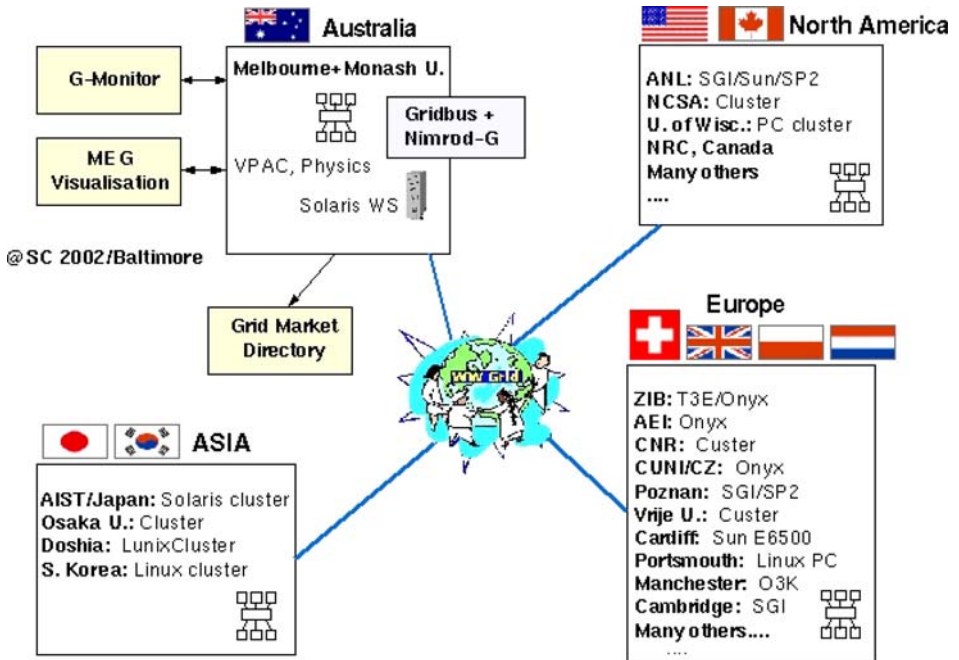 Australia
G-Monitor
Melbourne+Monash U.
Gridbus +
Nimrod-G
MEG
Visualisation
VPAC, Physics
Solaris WS
@SC 2002/Baltimore
Grid Market
Directory
North America
ANL: SGI/Sun/SP2
NCSA: Cluster
U. of Wisc.: PC cluster
NRC, Canada
Many others
....
WW Grid
ASIA
AIST/Japan: Solaris cluster
Osaka U.: Cluster
Doshia: LunixCluster
S. Korea: Linux cluster
Europe
ZIB: T3E/Onyx
AEI: Onyx
CNR: Custer
CUNI/CZ: Onyx
Poznan: SGI/SP2
Vrije U.: Custer
Cardiff: Sun E6500
Portsmouth: Linux PC
Manchester: O3K
Cambridge: SGI
Many others....
....